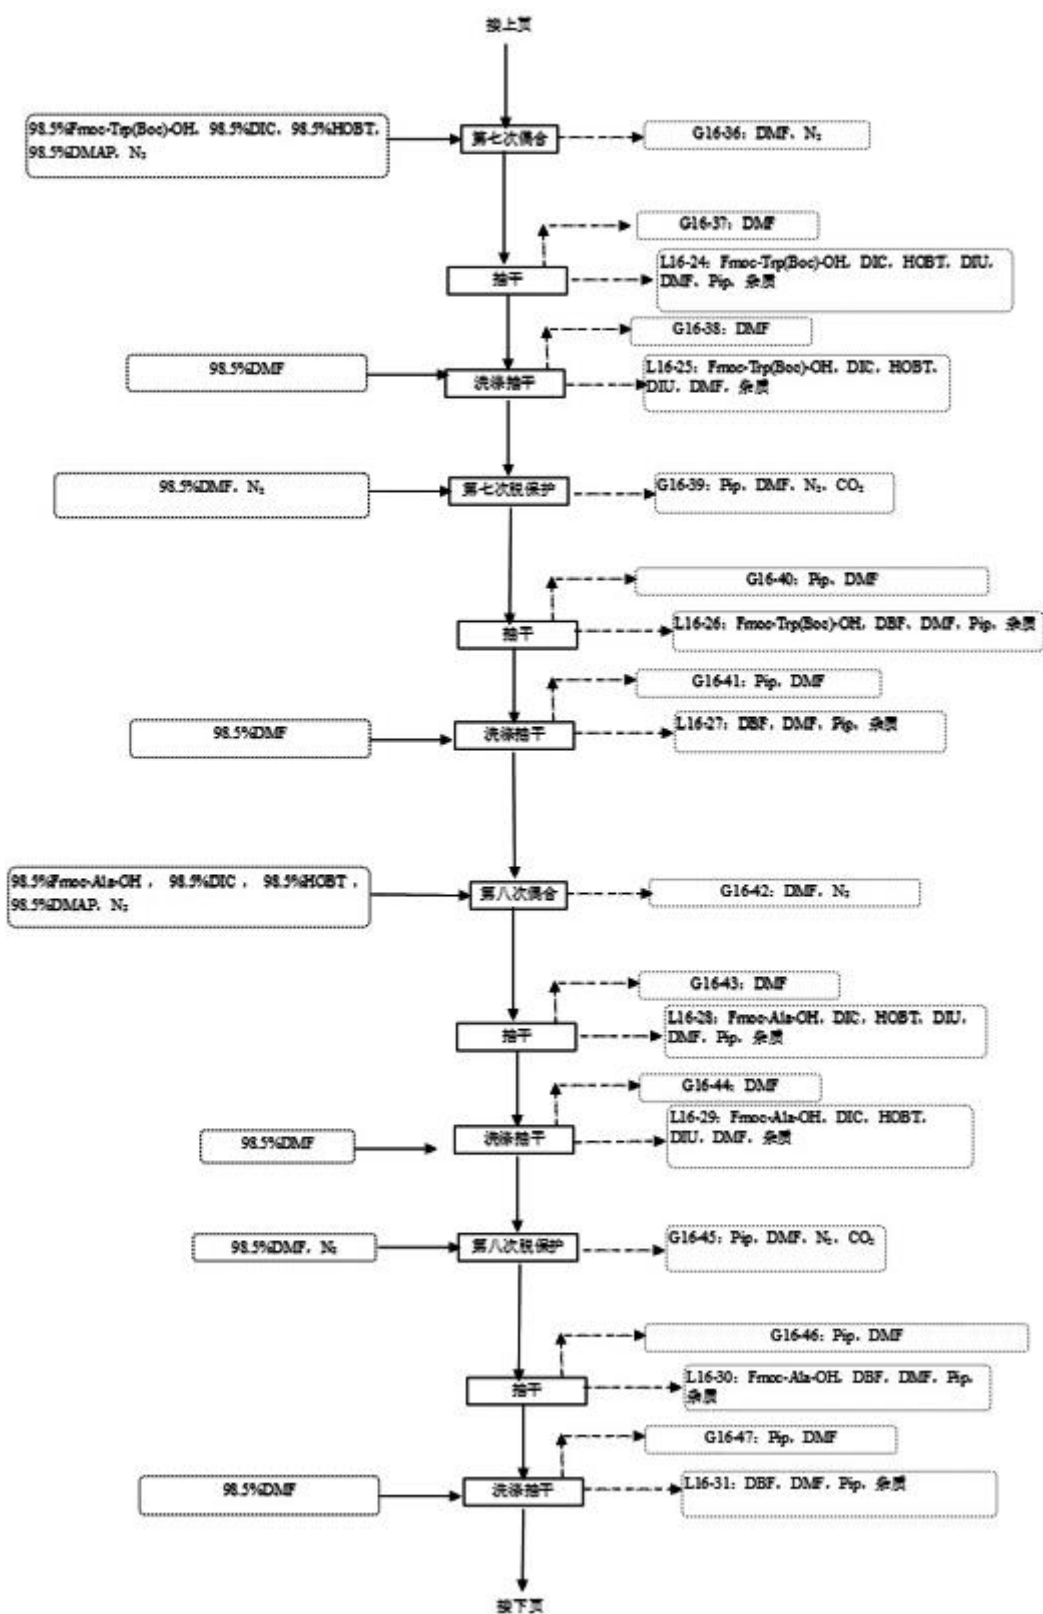 接上页
98.5%Fmoc-Trp(Boc)-OH，98.5%DIC，98.5%HOBT，
98.5%DMAP、N₂
第七次偶合
G16-36：DMF、N₂
G16-37：DMF
抽干
L16-24：Fmoc-Trp(Boc)-OH、DIC、HOBT、DIU、
DMF、Pip、杂质
G16-38：DMF
98.5%DMF
洗涤抽干
L16-25：Fmoc-Trp(Boc)-OH、DIC、HOBT、
DIU、DMF、杂质
98.5%DMF、N₂
第七次脱保护
G16-39：Pip、DMF、N₂、CO₂
G16-40：Pip、DMF
抽干
L16-26：Fmoc-Trp(Boc)-OH、DBF、DMF、Pip、杂质
G16-41：Pip、DMF
98.5%DMF
洗涤抽干
L16-27：DBF、DMF、Pip、杂质
98.5%Fmoc-Ala-OH ， 98.5%DIC ， 98.5%HOBT ，
98.5%DMAP、N₂
第八次偶合
G16-42：DMF、N₂
G16-43：DMF
抽干
L16-28：Fmoc-Ala-OH、DIC、HOBT、DIU、
DMF、Pip、杂质
G16-44：DMF
98.5%DMF
洗涤抽干
L16-29：Fmoc-Ala-OH、DIC、HOBT、
DIU、DMF、杂质
98.5%DMF、N₂
第八次脱保护
G16-45：Pip、DMF、N₂、CO₂
G16-46：Pip、DMF
抽干
L16-30：Fmoc-Ala-OH、DBF、DMF、Pip、
杂质
G16-47：Pip、DMF
98.5%DMF
洗涤抽干
L16-31：DBF、DMF、Pip、杂质
接下页